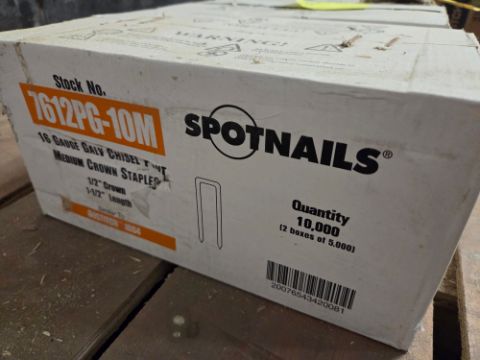 WARNING!
Stock No.
7612PG-10M
16 GAUGE GALV CHISEL
MEDIUM CROWN STAPLES
1/2" Crown
1-1/2" Length
SPOTNAILS®
Quantity
10,000
(2 boxes of 5,000)
20076543420081